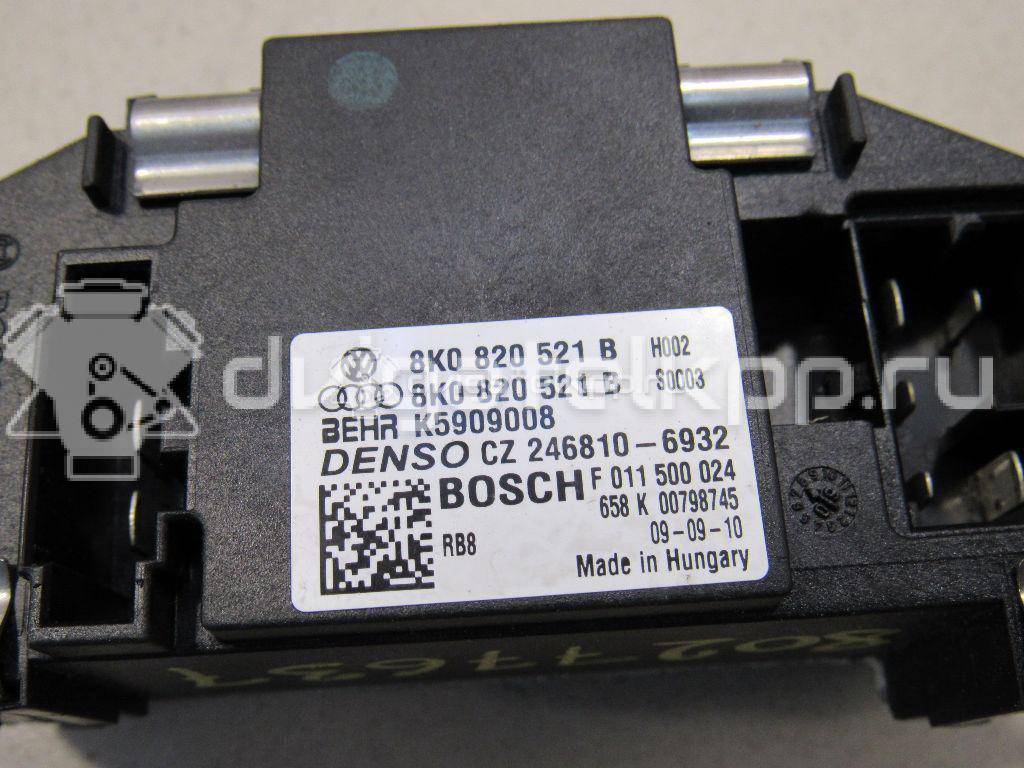 8K0 820 521 B H002
8K0 820 521 B S0003
BEHR K5909008
DENSO CZ 246810-6932
BOSCH F 011 500 024
658 K 00798745
RB8 09-09-10
Made in Hungary